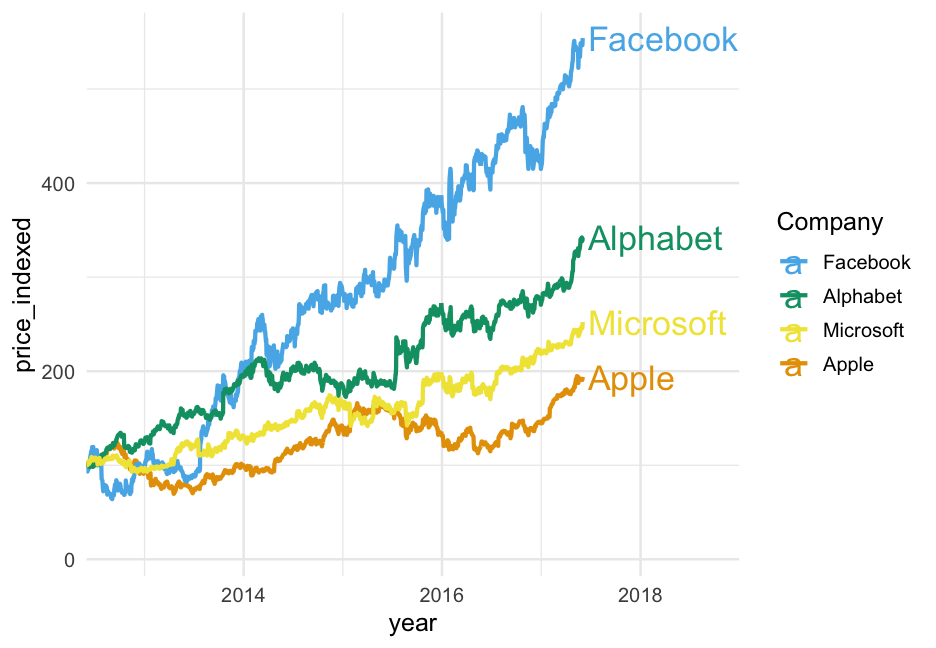 Facebook
Alphabet
Microsoft
Apple
400
200
0
price_indexed
2014 2016 2018
year
Company
a Facebook
a Alphabet
a Microsoft
a Apple